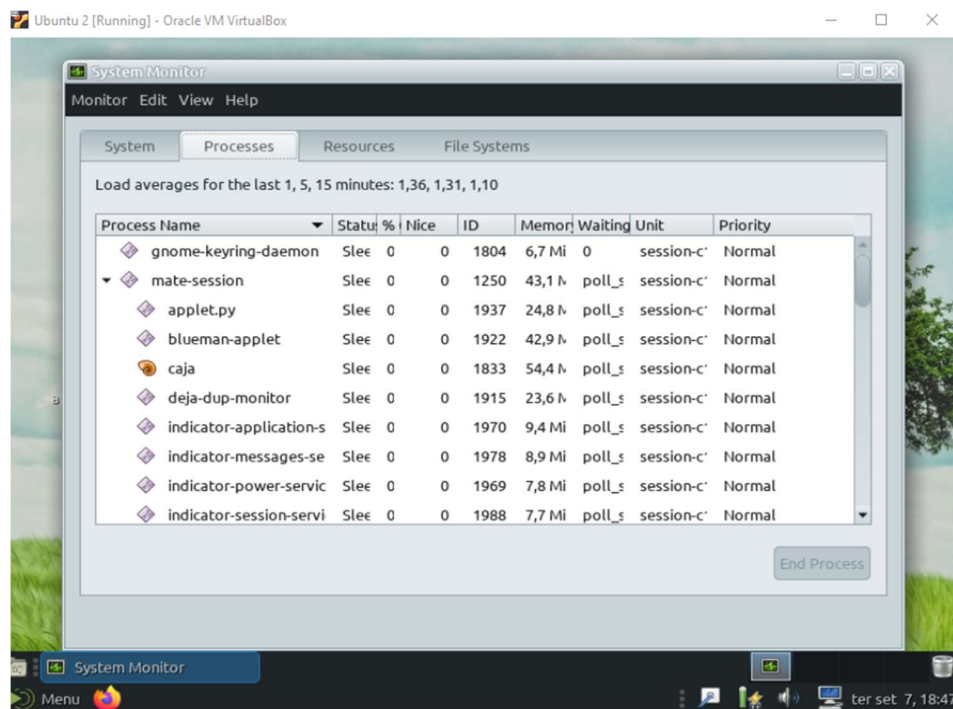 Ubuntu 2 [Running] - Oracle VM VirtualBox
System Monitor
Monitor Edit View Help
System Processes Resources File Systems
Load averages for the last 1, 5, 15 minutes: 1,36, 1,31, 1,10
Process Name Status % Nice ID Memor Waiting Unit Priority
gnome-keyring-daemon Slee 0 0 1804 6,7 Mi 0 session-c Normal
mate-session Slee 0 0 1250 43,1 M poll_s session-c Normal
applet.py Slee 0 0 1937 24,8 M poll_s session-c Normal
blueman-applet Slee 0 0 1922 42,9 M poll_s session-c Normal
caja Slee 0 0 1833 54,4 M poll_s session-c Normal
deja-dup-monitor Slee 0 0 1915 23,6 M poll_s session-c Normal
indicator-application-s Slee 0 0 1970 9,4 Mi poll_s session-c Normal
indicator-messages-se Slee 0 0 1978 8,9 Mi poll_s session-c Normal
indicator-power-servic Slee 0 0 1969 7,8 Mi poll_s session-c Normal
indicator-session-servi Slee 0 0 1988 7,7 Mi poll_s session-c Normal
End Process
System Monitor
Menu ter set 7, 18:47